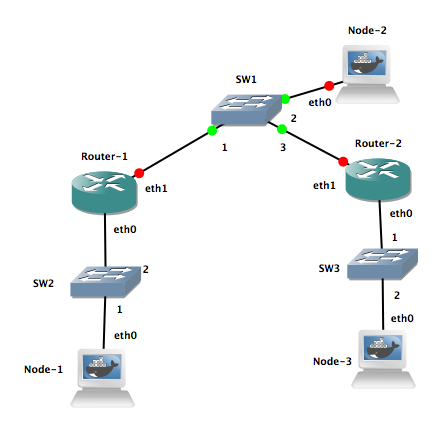 Node-2
SW1
eth0
2
1
3
Router-1
Router-2
eth1
eth1
eth0
eth0
1
2
SW2
SW3
1
2
eth0
eth0
Node-1
Node-3